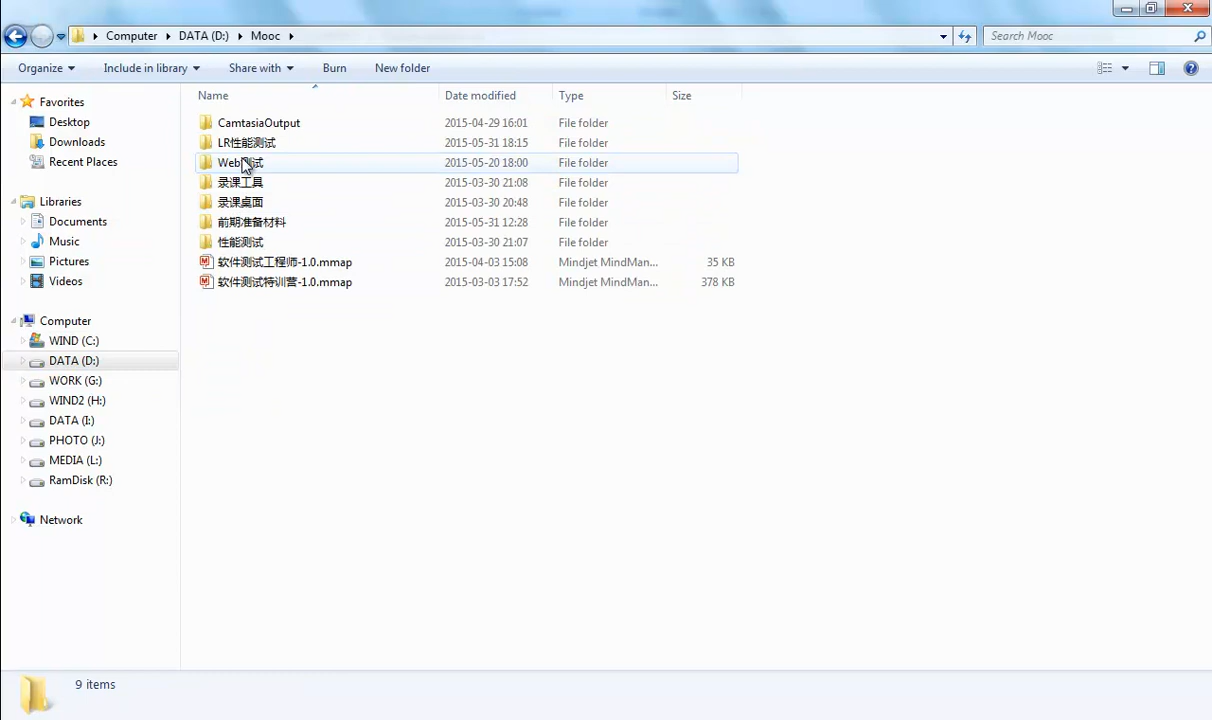 Computer DATA (D:) Mooc Search Mooc
Organize Include in library Share with Burn New folder
Favorites
Desktop
Downloads
Recent Places
Libraries
Documents
Music
Pictures
Videos
Computer
WIND (C:)
DATA (D:)
WORK (G:)
WIND2 (H:)
DATA (I:)
PHOTO (J:)
MEDIA (L:)
RamDisk (R:)
Network
Name Date modified Type Size
CamtasiaOutput 2015-04-29 16:01 File folder
LR性能测试 2015-05-31 18:15 File folder
Web测试 2015-05-20 18:00 File folder
录课工具 2015-03-30 21:08 File folder
录课桌面 2015-03-30 20:48 File folder
前期准备材料 2015-05-31 12:28 File folder
性能测试 2015-03-30 21:07 File folder
软件测试工程师-1.0.mmap 2015-04-03 15:08 Mindjet MindMan... 35 KB
软件测试特训营-1.0.mmap 2015-03-03 17:52 Mindjet MindMan... 378 KB
9 items